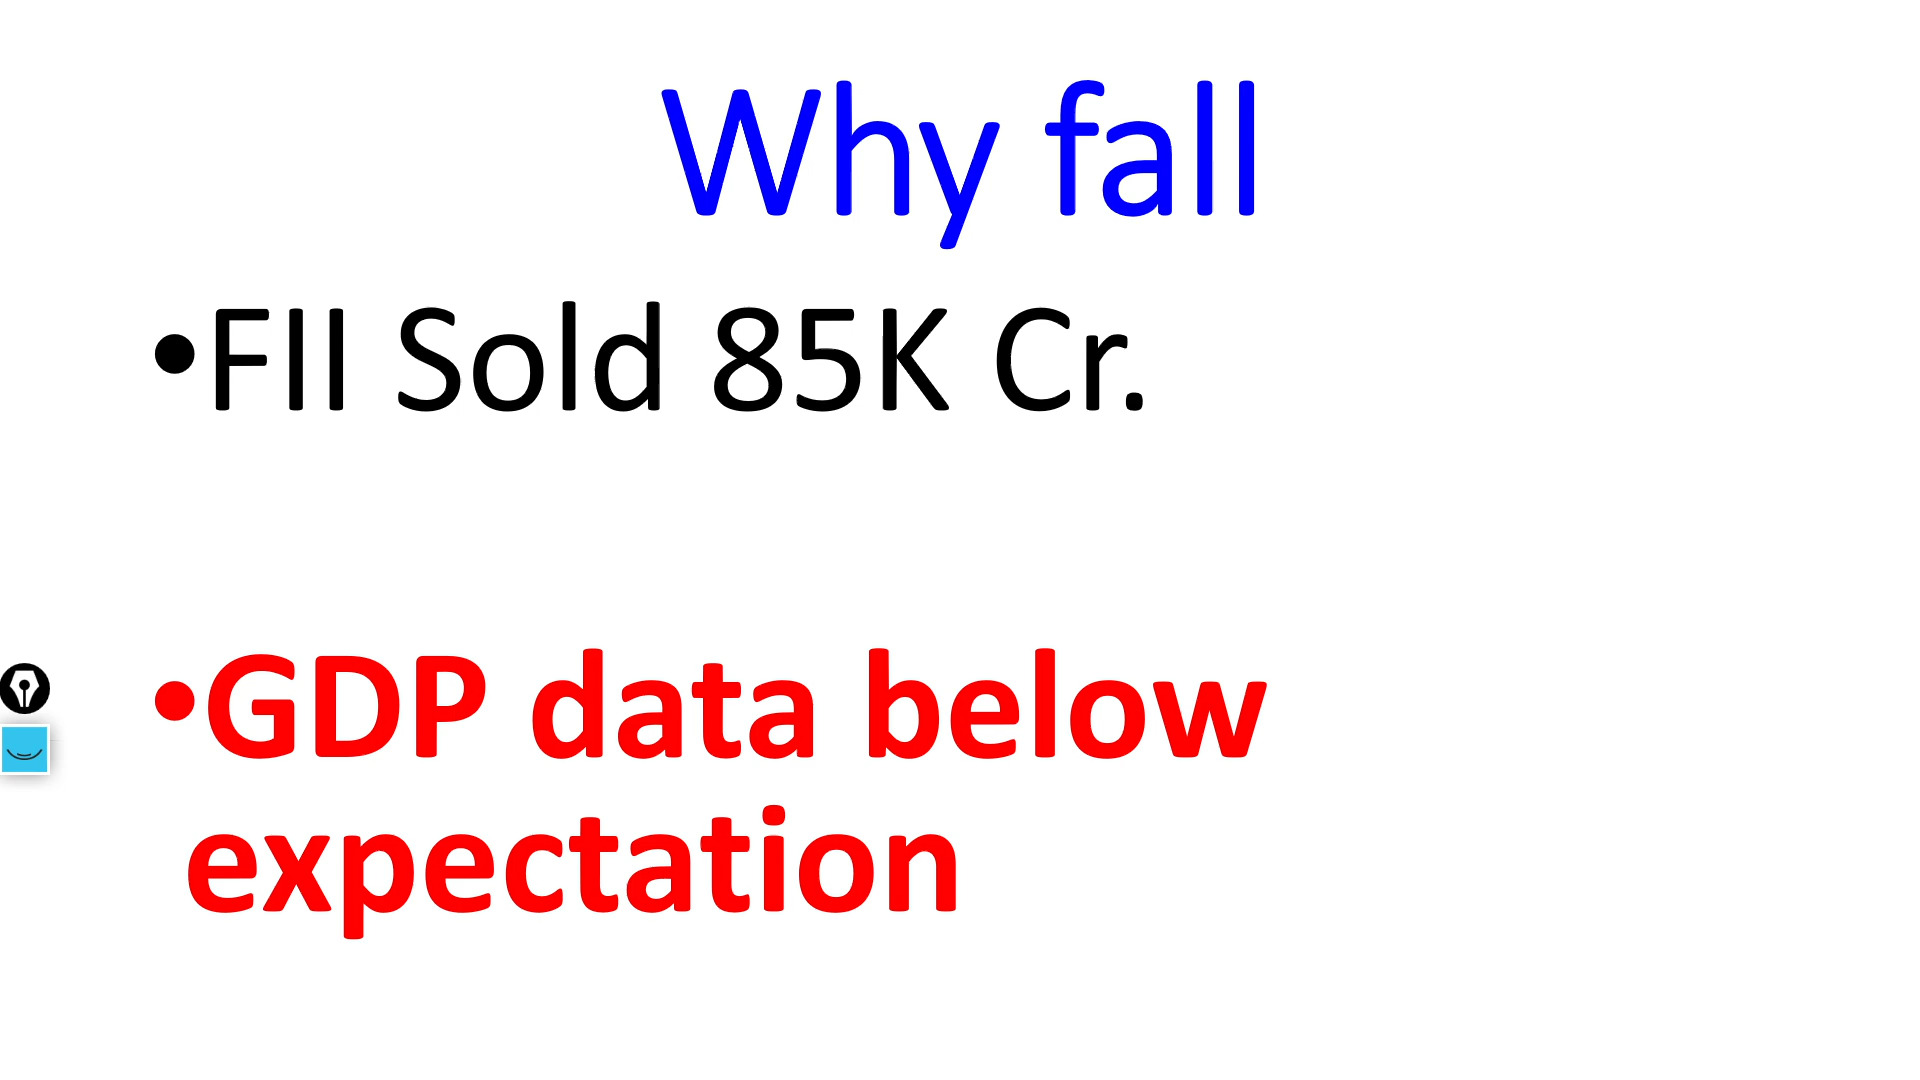 Why fall
•FII Sold 85K Cr.
•GDP data below
expectation